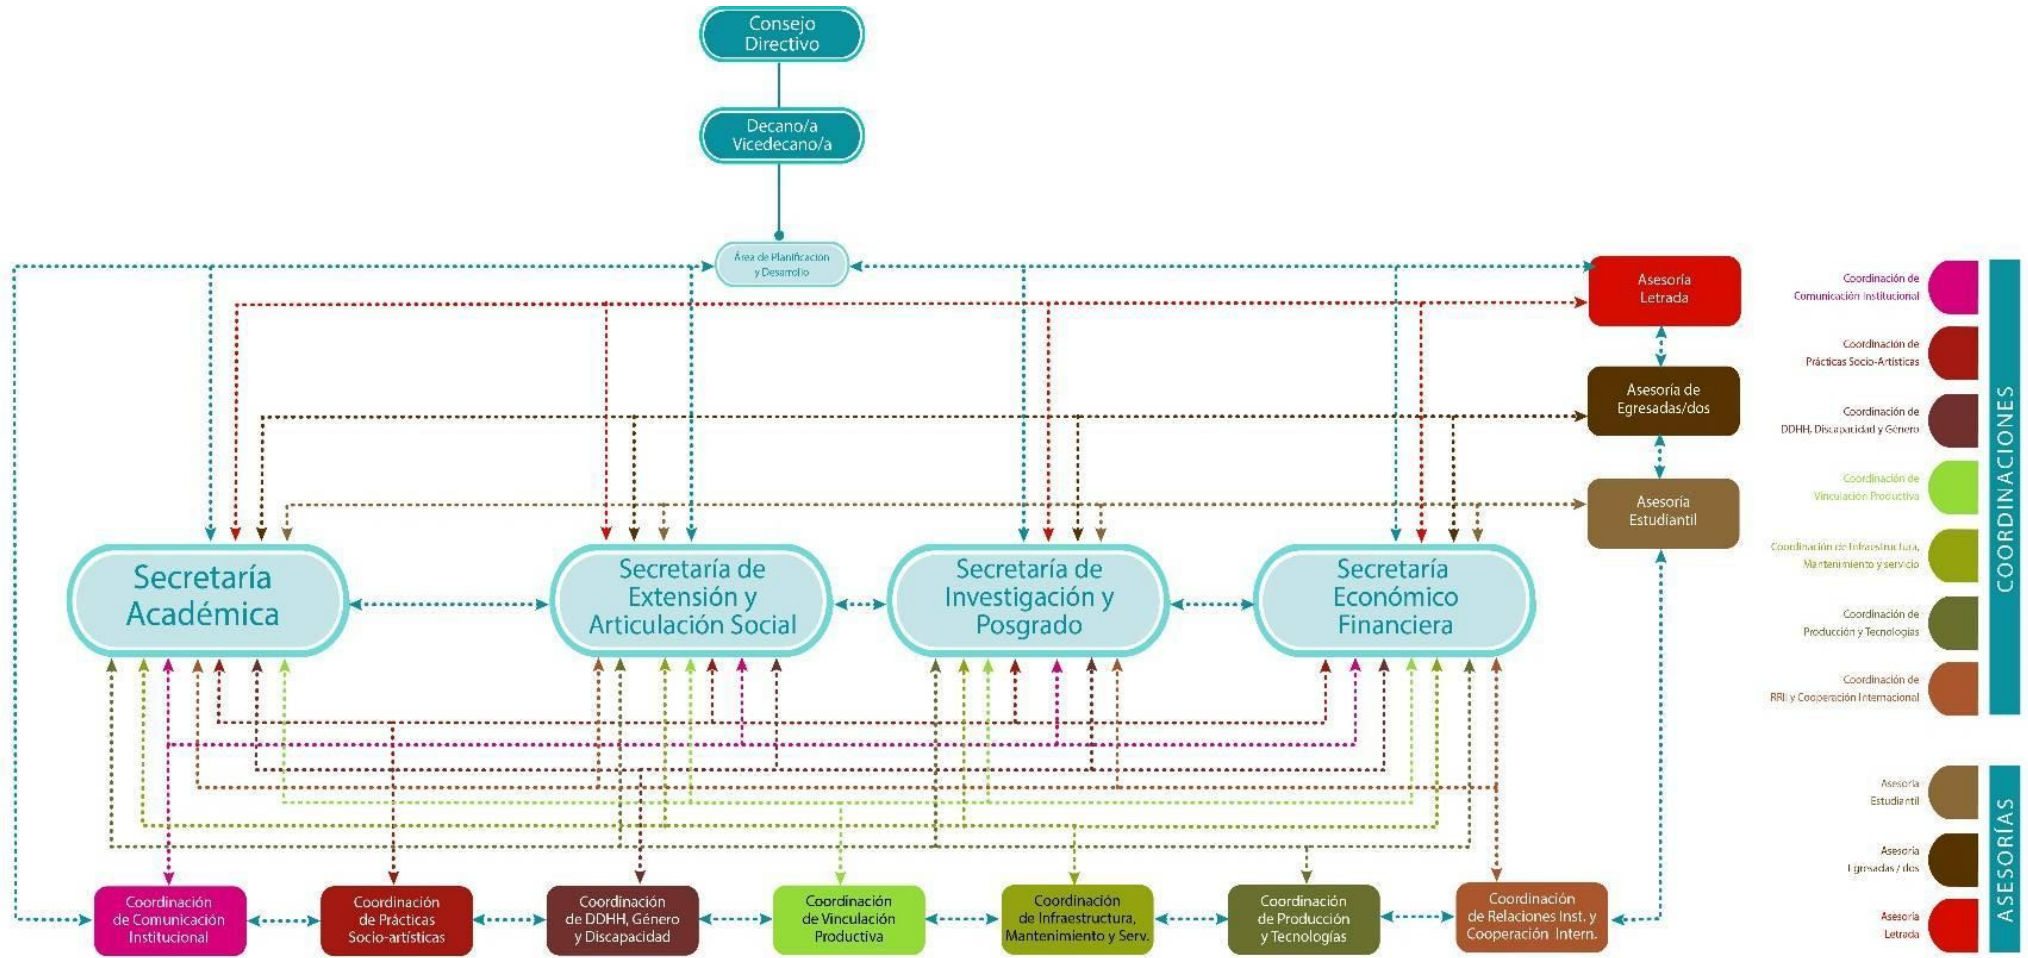 Consejo
Directivo
Decano/a
Vicedecano/a
Área de Planificación
y Desarrollo
Asesoría
Letrada
Asesoría de
Egresadas/dos
Asesoría
Estudiantil
Secretaría
Académica
Secretaría de
Extensión y
Articulación Social
Secretaría de
Investigación y
Posgrado
Secretaría
Económico
Financiera
Coordinación
de Comunicación
Institucional
Coordinación
de Prácticas
Socio-artísticas
Coordinación
de DDHH, Género
y Discapacidad
Coordinación
de Vinculación
Productiva
Coordinación
de Infraestructura,
Mantenimiento y Serv.
Coordinación
de Producción
y Tecnologías
Coordinación
de Relaciones Inst. y
Cooperación Intern.
Coordinación de
Comunicación Institucional
Coordinación de
Prácticas Socio-Artísticas
Coordinación de
DDHH, Discapacidad y Género
Coordinación de
Vinculación Productiva
Coordinación de Infraestructura,
Mantenimiento y servicio
Coordinación de
Producción y Tecnologías
Coordinación de
RRII y Cooperación Internacional
COORDINACIONES
Asesoría
Estudiantil
Asesoría
Egresadas / dos
Asesoría
Letrada
ASESORÍAS